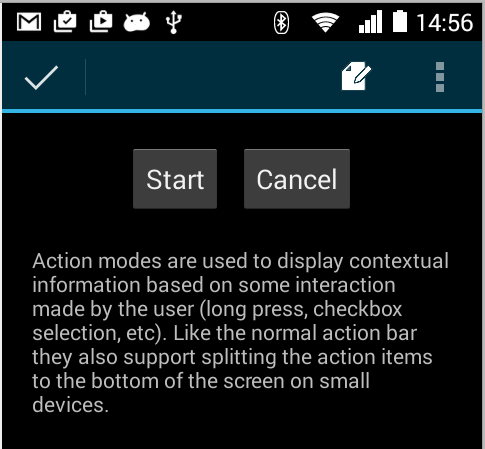 14:56
Start Cancel
Action modes are used to display contextual
information based on some interaction
made by the user (long press, checkbox
selection, etc). Like the normal action bar
they also support splitting the action items
to the bottom of the screen on small
devices.